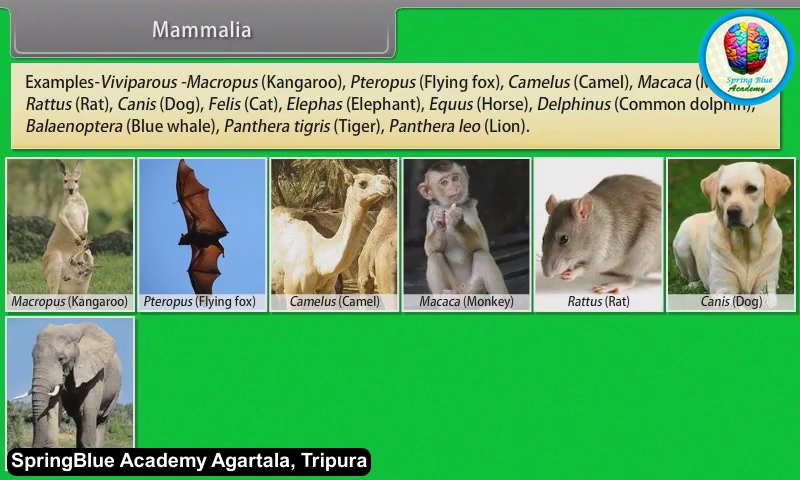 Mammalia
Examples-Viviparous -Macropus (Kangaroo), Pteropus (Flying fox), Camelus (Camel), Macaca
Rattus (Rat), Canis (Dog), Felis (Cat), Elephas (Elephant), Equus (Horse), Delphinus (Common dolphin),
Balaenoptera (Blue whale), Panthera tigris (Tiger), Panthera leo (Lion).
Spring Blue
Academy
Macropus (Kangaroo)
Pteropus (Flying fox)
Camelus (Camel)
Macaca (Monkey)
Rattus (Rat)
Canis (Dog)
SpringBlue Academy Agartala, Tripura